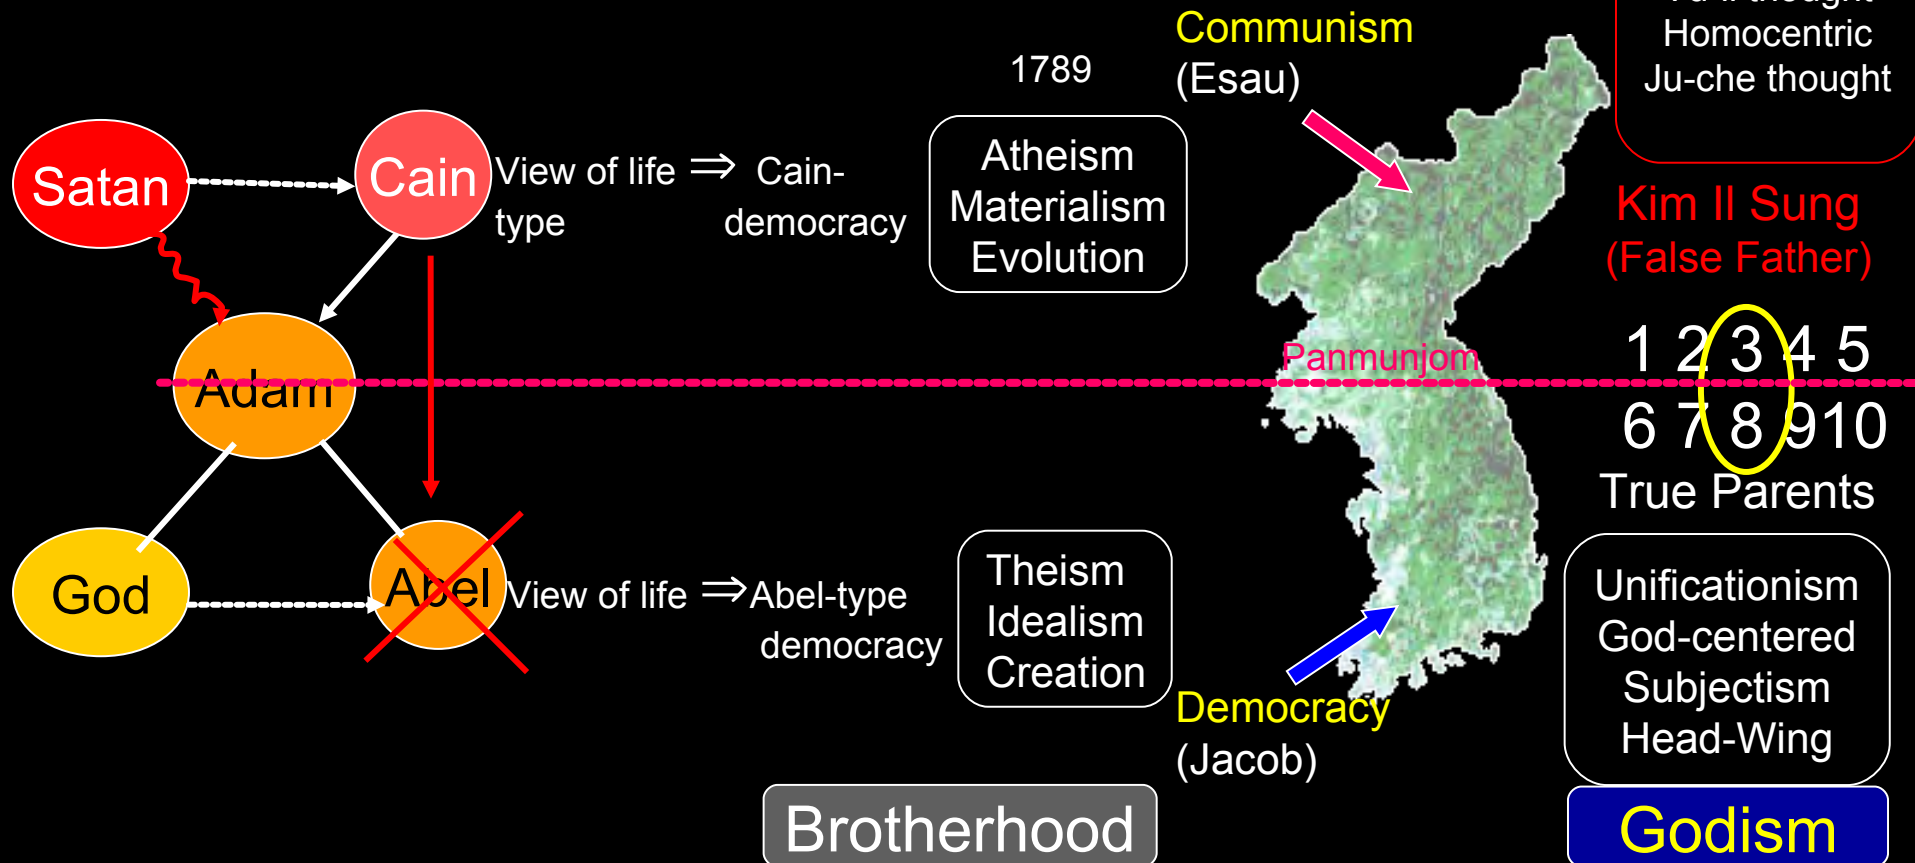 Satan
Cain
View of life ⇒ Cain-
type democracy
1789
Atheism
Materialism
Evolution
Communism
(Esau)
Homocentric
Ju-che thought
Kim Il Sung
(False Father)
Adam
Panmunjom
1 2 3 4 5
6 7 8 910
True Parents
God
Abel
View of life ⇒Abel-type
democracy
Theism
Idealism
Creation
Democracy
(Jacob)
Unificationism
God-centered
Subjectism
Head-Wing
Brotherhood
Godism